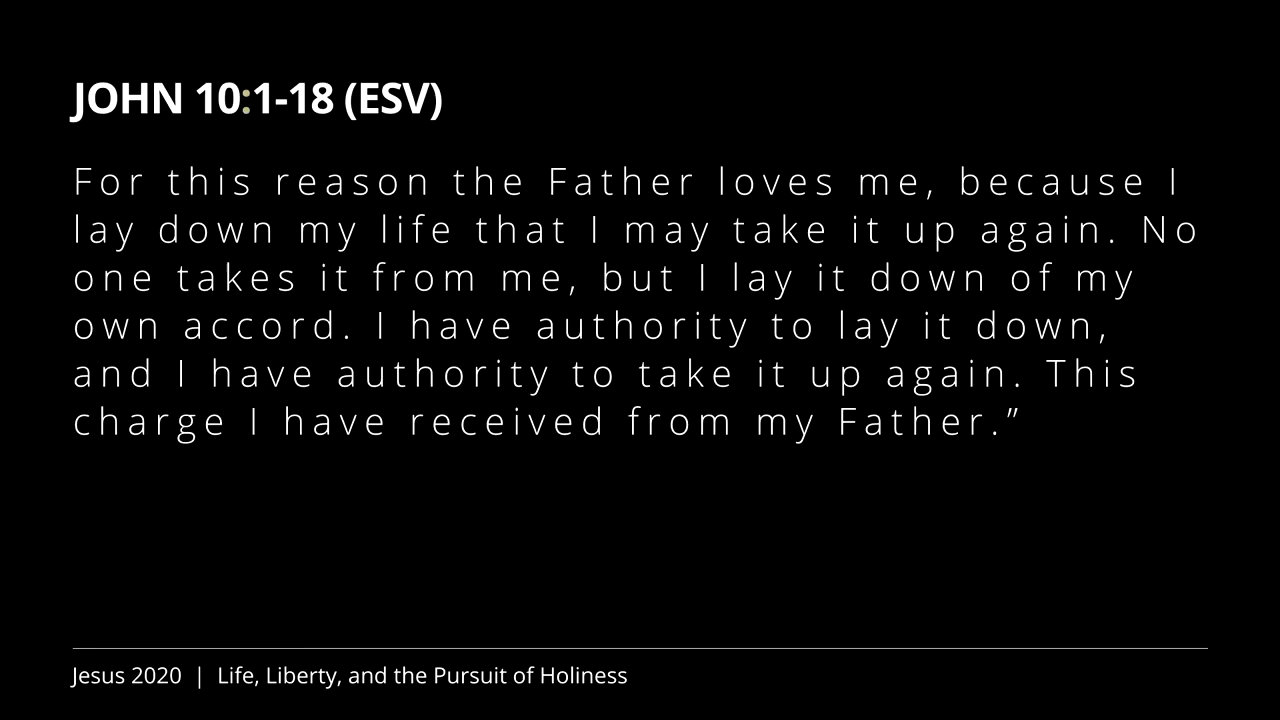 JOHN 10:1-18 (ESV)
For this reason the Father loves me, because I
lay down my life that I may take it up again. No
one takes it from me, but I lay it down of my
own accord. I have authority to lay it down,
and I have authority to take it up again. This
charge I have received from my Father.”
Jesus 2020 | Life, Liberty, and the Pursuit of Holiness